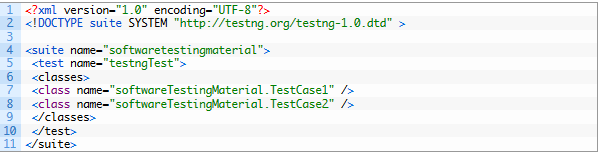 1 <?xml version="1.0" encoding="UTF-8"?>
2 <!DOCTYPE suite SYSTEM "http://testng.org/testng-1.0.dtd" >
3
4 <suite name="softwaretestingmaterial">
5 <test name="testngTest">
6 <classes>
7 <class name="softwareTestingMaterial.TestCase1" />
8 <class name="softwareTestingMaterial.TestCase2" />
9 </classes>
10 </test>
11 </suite>